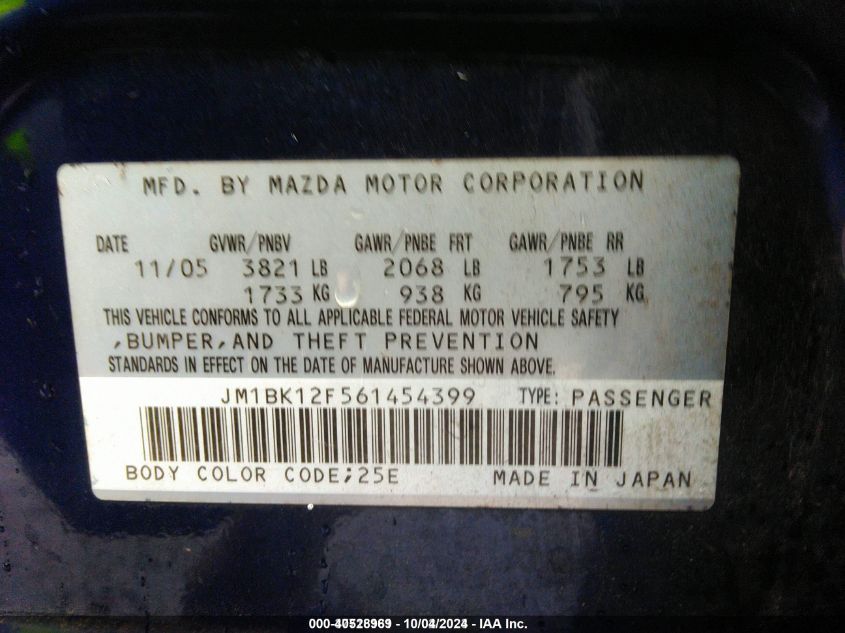 MFD. BY MAZDA MOTOR CORPORATION
DATE GVWR/PNBV GAWR/PNBE FRT GAWR/PNBE RR
11/05 3821 LB 2068 LB 1753 LB
1733 KG 938 KG 795 KG
THIS VEHICLE CONFORMS TO ALL APPLICABLE FEDERAL MOTOR VEHICLE SAFETY
,BUMPER,AND THEFT PREVENTION
STANDARDS IN EFFECT ON THE DATE OF MANUFACTURE SHOWN ABOVE.
JM1BK12F561454399 TYPE: PASSENGER
BODY COLOR CODE;25E MADE IN JAPAN
10/04/2024 - IAA Inc.